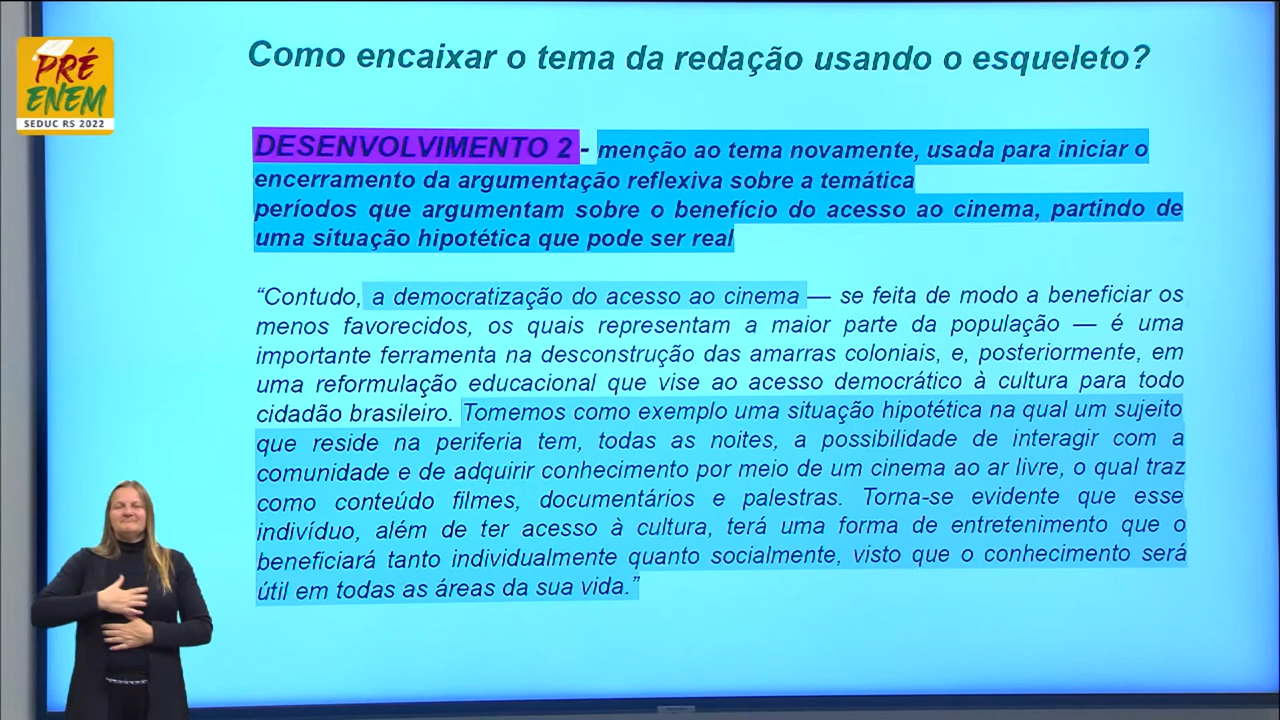 Como encaixar o tema da redação usando o esqueleto?
PRÉ
ENEM
SEDUC RS 2022
DESENVOLVIMENTO 2 - menção ao tema novamente, usada para iniciar o
encerramento da argumentação reflexiva sobre a temática
períodos que argumentam sobre o benefício do acesso ao cinema, partindo de
uma situação hipotética que pode ser real
“Contudo, a democratização do acesso ao cinema — se feita de modo a beneficiar os
menos favorecidos, os quais representam a maior parte da população — é uma
importante ferramenta na desconstrução das amarras coloniais, e, posteriormente, em
uma reformulação educacional que vise ao acesso democrático à cultura para todo
cidadão brasileiro. Tomemos como exemplo uma situação hipotética na qual um sujeito
que reside na periferia tem, todas as noites, a possibilidade de interagir com a
comunidade e de adquirir conhecimento por meio de um cinema ao ar livre, o qual traz
como conteúdo filmes, documentários e palestras. Torna-se evidente que esse
indivíduo, além de ter acesso à cultura, terá uma forma de entretenimento que o
beneficiará tanto individualmente quanto socialmente, visto que o conhecimento será
útil em todas as áreas da sua vida.”